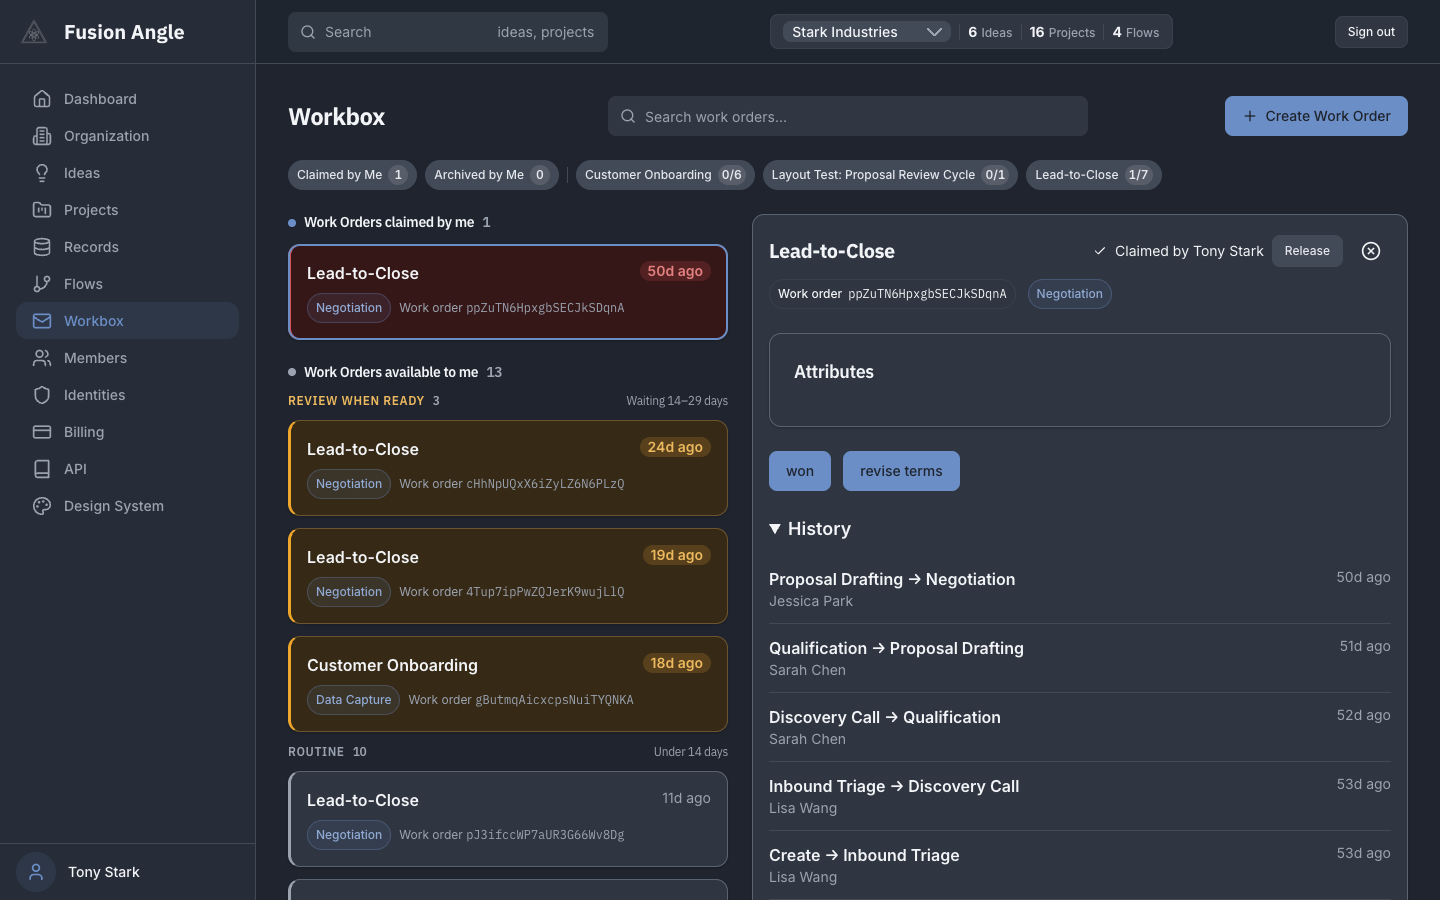 Fusion Angle
Search ideas, projects
Stark Industries 6 Ideas 16 Projects 4 Flows
Sign out
Dashboard
Organization
Ideas
Projects
Records
Flows
Workbox
Members
Identities
Billing
API
Design System
Tony Stark
Workbox
Search work orders...
Create Work Order
Claimed by Me 1 Archived by Me 0 Customer Onboarding 0/6 Layout Test: Proposal Review Cycle 0/1 Lead-to-Close 1/7
Work Orders claimed by me 1
Lead-to-Close 50d ago
Negotiation Work order ppZuTN6HpxgbSECJkSDqnA
Work Orders available to me 13
REVIEW WHEN READY 3 Waiting 14–29 days
Lead-to-Close 24d ago
Negotiation Work order cHhNpUQxX6iZyLZ6N6PLzQ
Lead-to-Close 19d ago
Negotiation Work order 4Tup7ipPwZQJerK9wujLlQ
Customer Onboarding 18d ago
Data Capture Work order gButmqAicxcpsNuiTYQNKA
ROUTINE 10 Under 14 days
Lead-to-Close 11d ago
Negotiation Work order pJ3ifccWP7aUR3G66Wv8Dg
Lead-to-Close Claimed by Tony Stark Release
Work order ppZuTN6HpxgbSECJkSDqnA Negotiation
Attributes
won revise terms
History
Proposal Drafting → Negotiation 50d ago
Jessica Park
Qualification → Proposal Drafting 51d ago
Sarah Chen
Discovery Call → Qualification 52d ago
Sarah Chen
Inbound Triage → Discovery Call 53d ago
Lisa Wang
Create → Inbound Triage 53d ago
Lisa Wang